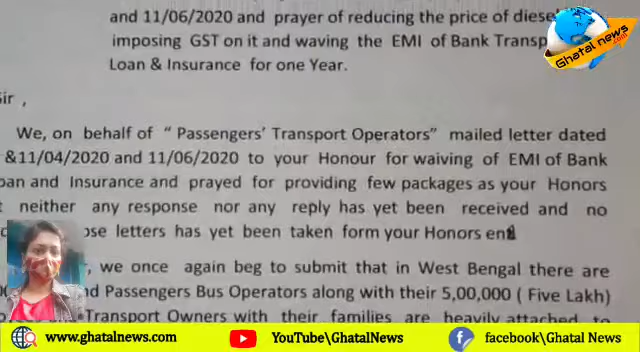 and 11/06/2020 and prayer of reducing the price of diesel
imposing GST on it and waving the EMI of Bank Transp
Loan & Insurance for one Year.
Ghatal news
.com
Sir ,
We, on behalf of “ Passengers’ Transport Operators” mailed letter dated
&11/04/2020 and 11/06/2020 to your Honour for waiving of EMI of Bank
oan and Insurance and prayed for providing few packages as your Honors
t neither any response nor any reply has yet been received and no
ose letters has yet been taken form your Honors end
, we once again beg to submit that in West Bengal there are
nd Passengers Bus Operators along with their 5,00,000 ( Five Lakh)
Transport Owners with their families are heavily attached to
www.ghatalnews.com
YouTube\GhatalNews
facebook\Ghatal News